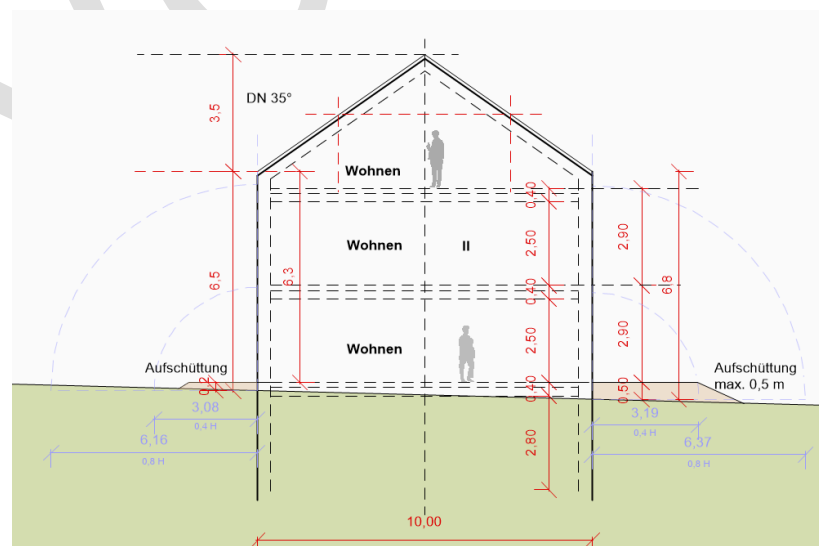 DN 35°
3,5
Wohnen
0,40
Wohnen
II
2,50
2,90
6,5
6,3
6,8
0,40
Wohnen
2,50
2,90
Aufschüttung
Aufschüttung
max. 0,5 m
0,2
0,40
0,50
3,08
0,4 H
3,19
0,4 H
6,16
0,8 H
6,37
0,8 H
2,80
10,00